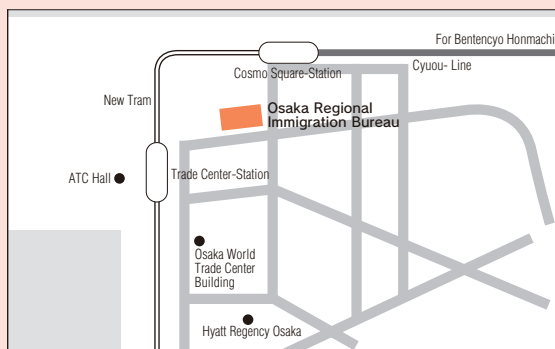 For Bentencyo Honmachi
Cosmo Square-Station
Cyuou- Line
New Tram
Osaka Regional
Immigration Bureau
ATC Hall
Trade Center-Station
Osaka World
Trade Center
Building
Hyatt Regency Osaka